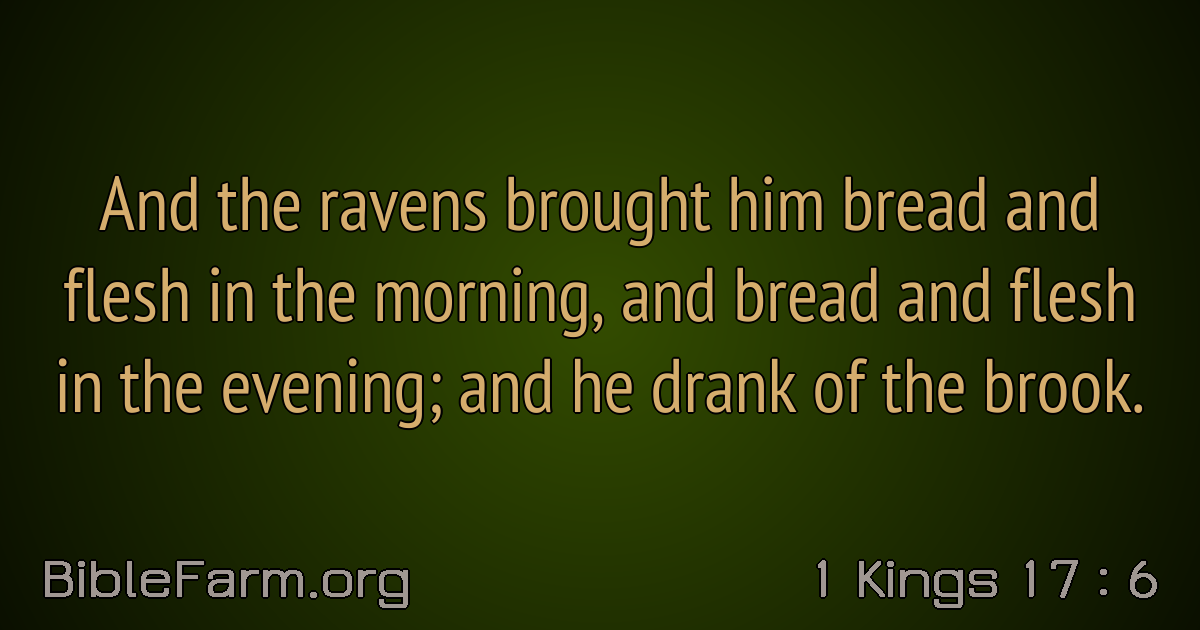 And the ravens brought him bread and
flesh in the morning, and bread and flesh
in the evening; and he drank of the brook.
BibleFarm.org
1 Kings 17 : 6